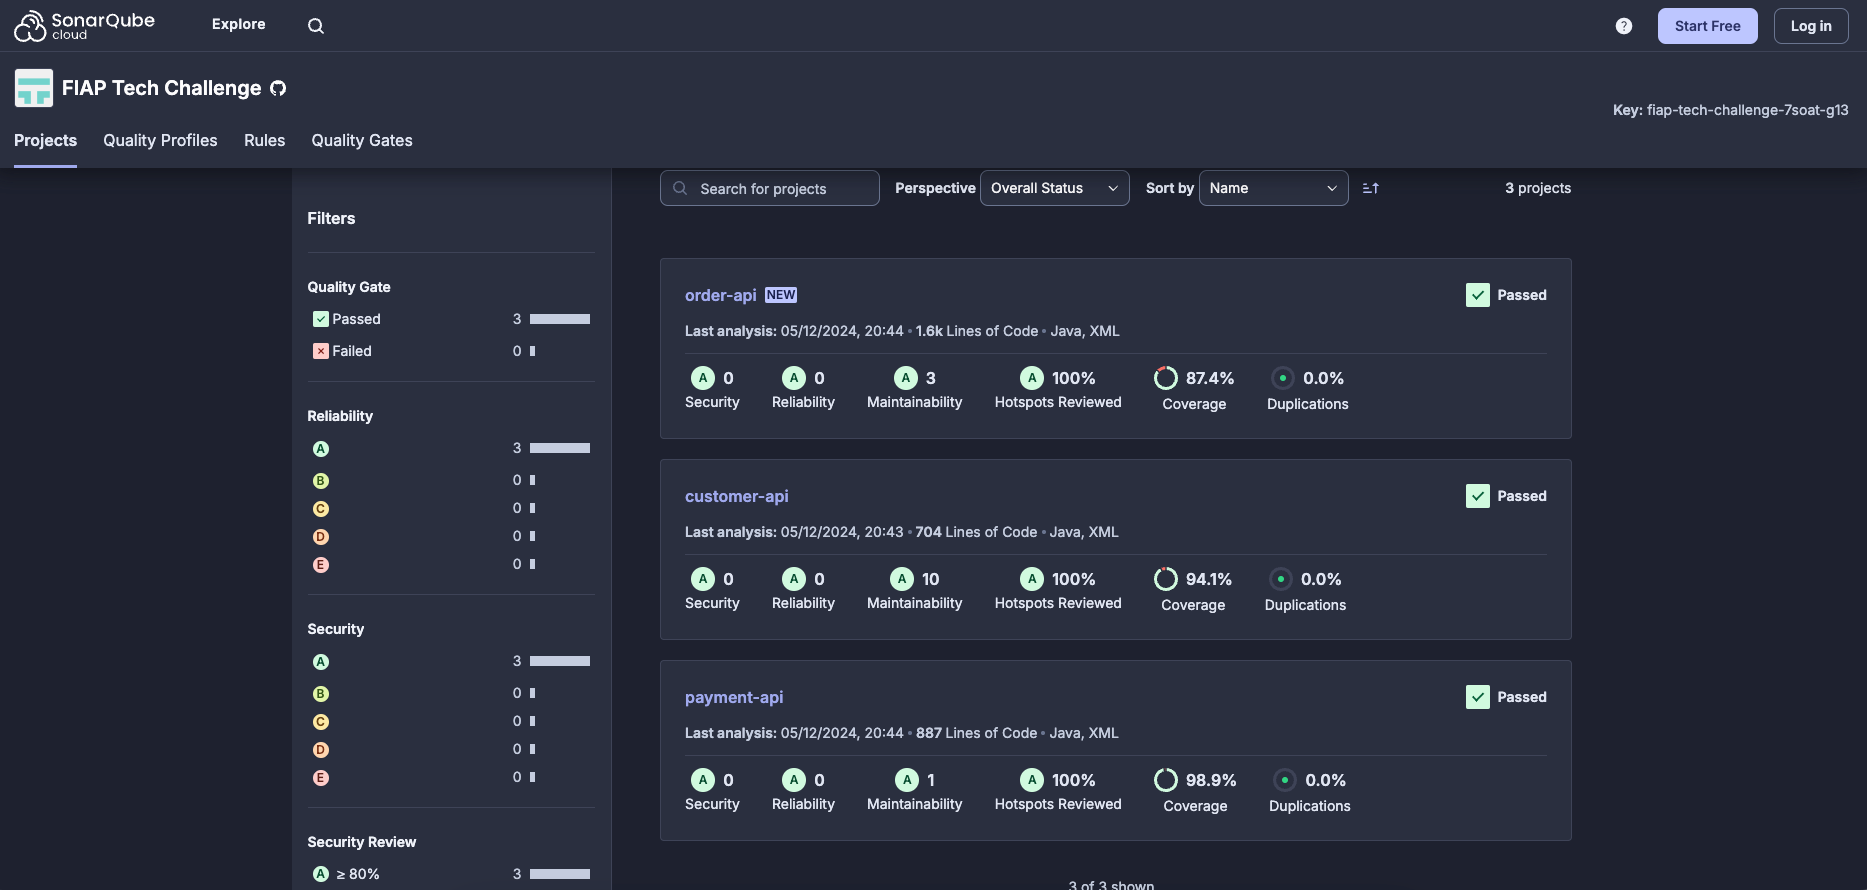 SonarQube cloud
Explore
Start Free
Log in
FIAP Tech Challenge
Key: fiap-tech-challenge-7soat-g13
Projects Quality Profiles Rules Quality Gates
Search for projects Perspective Overall Status Sort by Name 3 projects
Filters
Quality Gate
Passed 3
Failed 0
Reliability
A 3
B 0
C 0
D 0
E 0
Security
A 3
B 0
C 0
D 0
E 0
Security Review
A ≥ 80% 3
order-api NEW Passed
Last analysis: 05/12/2024, 20:44 • 1.6k Lines of Code • Java, XML
A 0 A 0 A 3 A 100% 87.4% 0.0%
Security Reliability Maintainability Hotspots Reviewed Coverage Duplications
customer-api Passed
Last analysis: 05/12/2024, 20:43 • 704 Lines of Code • Java, XML
A 0 A 0 A 10 A 100% 94.1% 0.0%
Security Reliability Maintainability Hotspots Reviewed Coverage Duplications
payment-api Passed
Last analysis: 05/12/2024, 20:44 • 887 Lines of Code • Java, XML
A 0 A 0 A 1 A 100% 98.9% 0.0%
Security Reliability Maintainability Hotspots Reviewed Coverage Duplications
3 of 3 shown